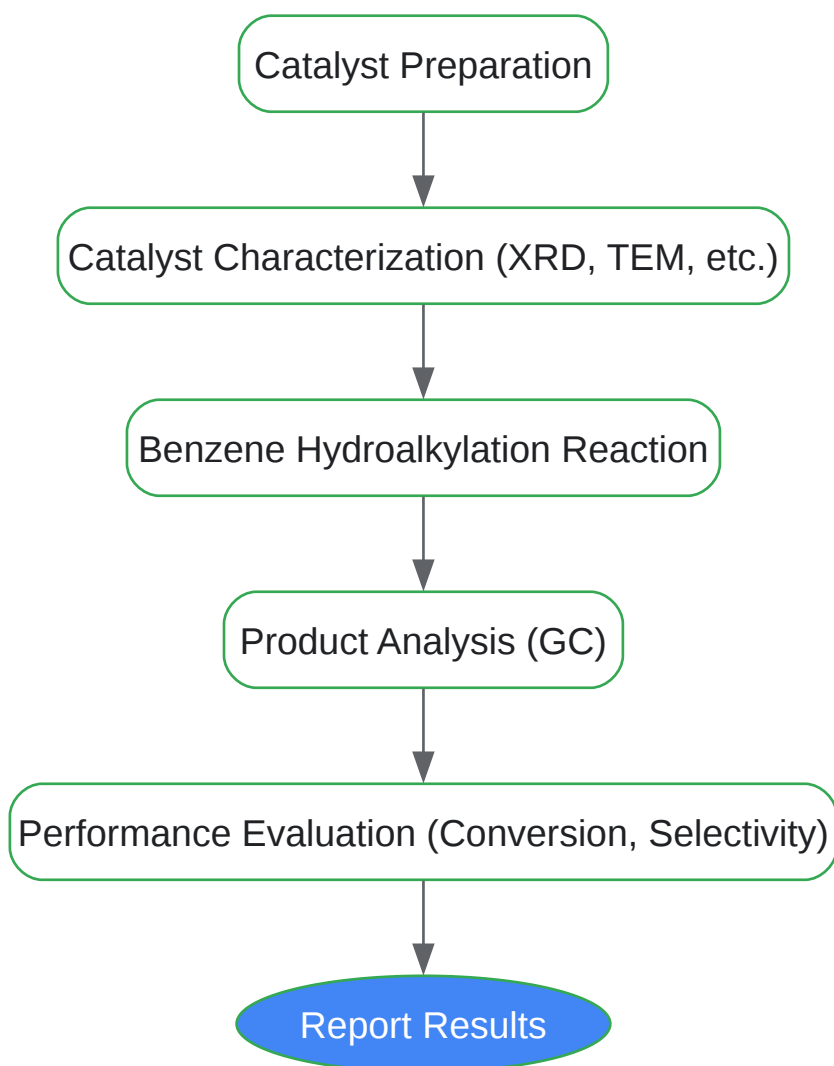 Catalyst Preparation
Catalyst Characterization (XRD, TEM, etc.)
Benzene Hydroalkylation Reaction
Product Analysis (GC)
Performance Evaluation (Conversion, Selectivity)
Report Results